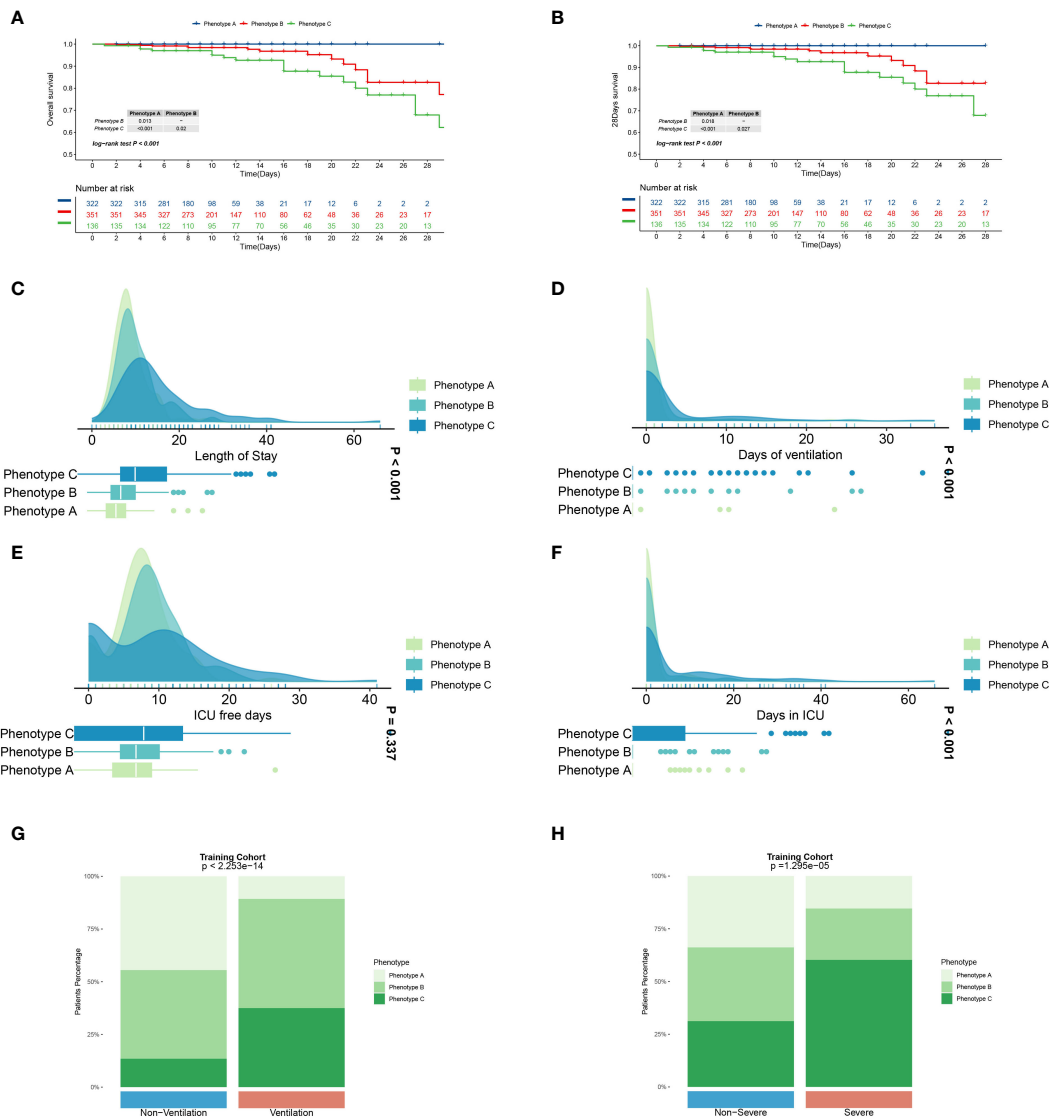 A
Phenotype A Phenotype B Phenotype C
1.0
0.9
0.8
0.7
0.6
0.5
Overall survival
Phenotype A Phenotype B
Phenotype B 0.013 –
Phenotype C <0.001 0.02
log−rank test P < 0.001
0 2 4 6 8 10 12 14 16 18 20 22 24 26 28
Time(Days)
Number at risk
322 322 315 281 180 98 59 38 21 17 12 6 2 2 2
351 351 345 327 273 201 147 110 80 62 48 36 26 23 17
136 135 134 122 110 95 77 70 56 46 35 30 23 20 13
0 2 4 6 8 10 12 14 16 18 20 22 24 26 28
Time(Days)
B
Phenotype A Phenotype B Phenotype C
1.0
0.9
0.8
0.7
0.6
0.5
28Days survival
Phenotype A Phenotype B
Phenotype B 0.018 –
Phenotype C <0.001 0.027
log−rank test P < 0.001
0 2 4 6 8 10 12 14 16 18 20 22 24 26 28
Time(Days)
Number at risk
322 322 315 281 180 98 59 38 21 17 12 6 2 2 2
351 351 345 327 273 201 147 110 80 62 48 36 26 23 17
136 135 134 122 110 95 77 70 56 46 35 30 23 20 13
0 2 4 6 8 10 12 14 16 18 20 22 24 26 28
Time(Days)
C
Phenotype A
Phenotype B
Phenotype C
0 20 40 60
Length of Stay
Phenotype C
Phenotype B
Phenotype A
P < 0.001
D
Phenotype A
Phenotype B
Phenotype C
0 10 20 30
Days of ventilation
Phenotype C
Phenotype B
Phenotype A
P < 0.001
E
Phenotype A
Phenotype B
Phenotype C
0 10 20 30 40
ICU free days
Phenotype C
Phenotype B
Phenotype A
P = 0.337
F
Phenotype A
Phenotype B
Phenotype C
0 20 40 60
Days in ICU
Phenotype C
Phenotype B
Phenotype A
P < 0.001
G
Training Cohort
p < 2.253e−14
100%
75%
50%
25%
0%
Patients Percentage
Phenotype
Phenotype A
Phenotype B
Phenotype C
Non−Ventilation Ventilation
H
Training Cohort
p =1.295e−05
100%
75%
50%
25%
0%
Patients Percentage
Phenotype
Phenotype A
Phenotype B
Phenotype C
Non−Severe Severe